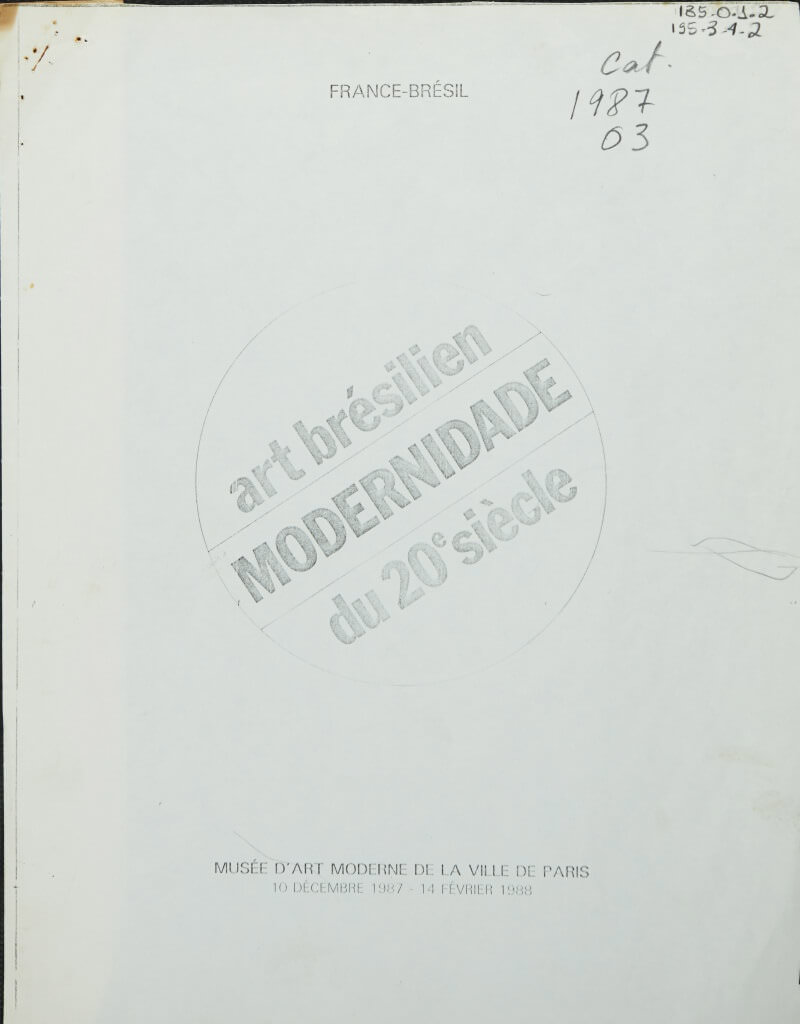 185-0-1-2
195-3-4-2
Cat.
1987
03
FRANCE-BRÉSIL
art brésilien
MODERNIDADE
du 20e siècle
MUSÉE D'ART MODERNE DE LA VILLE DE PARIS
10 DÉCEMBRE 1987 - 14 FÉVRIER 1988